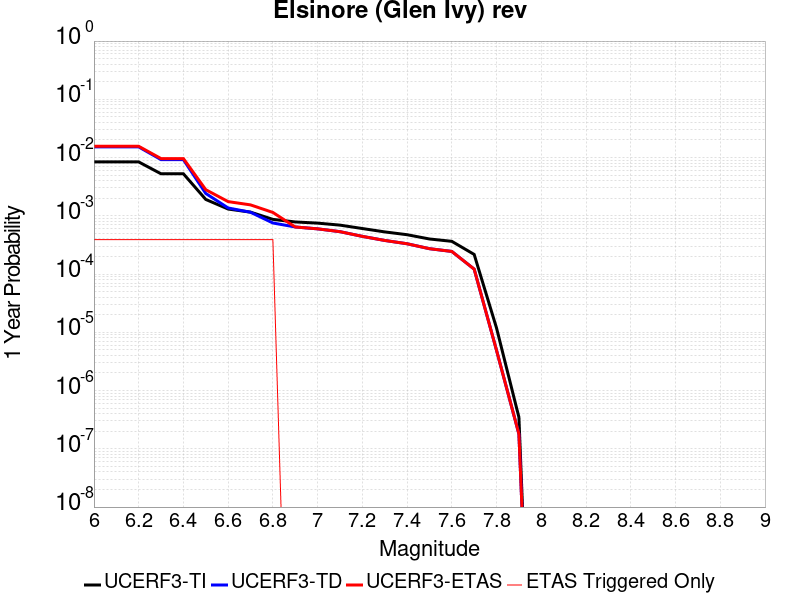 Elsinore (Glen Ivy) rev
10^0
10^-1
10^-2
10^-3
10^-4
10^-5
10^-6
10^-7
10^-8
1 Year Probability
6 6.2 6.4 6.6 6.8 7 7.2 7.4 7.6 7.8 8 8.2 8.4 8.6 8.8 9
Magnitude
UCERF3-TI UCERF3-TD UCERF3-ETAS ETAS Triggered Only